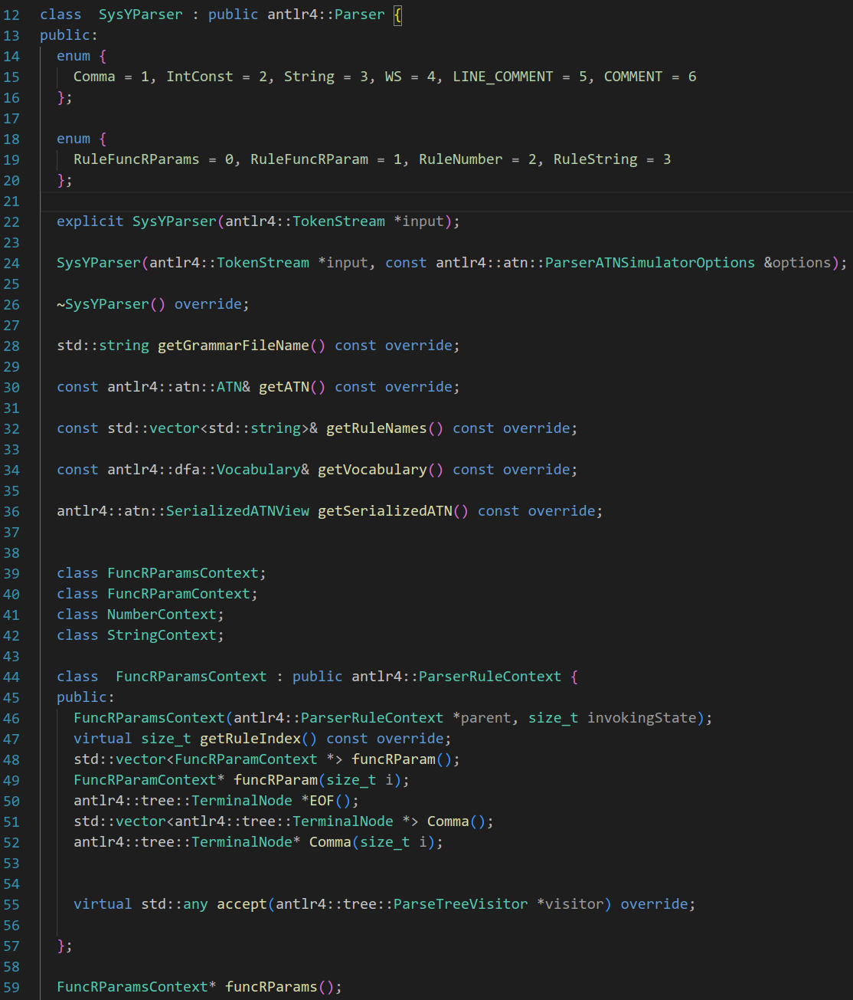 12 class  SysYParser : public antlr4::Parser {
13 public:
14   enum {
15     Comma = 1, IntConst = 2, String = 3, WS = 4, LINE_COMMENT = 5, COMMENT = 6
16   };
17
18   enum {
19     RuleFuncRParams = 0, RuleFuncRParam = 1, RuleNumber = 2, RuleString = 3
20   };
21
22   explicit SysYParser(antlr4::TokenStream *input);
23
24   SysYParser(antlr4::TokenStream *input, const antlr4::atn::ParserATNSimulatorOptions &options);
25
26   ~SysYParser() override;
27
28   std::string getGrammarFileName() const override;
29
30   const antlr4::atn::ATN& getATN() const override;
31
32   const std::vector<std::string>& getRuleNames() const override;
33
34   const antlr4::dfa::Vocabulary& getVocabulary() const override;
35
36   antlr4::atn::SerializedATNView getSerializedATN() const override;
37
38
39   class FuncRParamsContext;
40   class FuncRParamContext;
41   class NumberContext;
42   class StringContext;
43
44   class  FuncRParamsContext : public antlr4::ParserRuleContext {
45   public:
46     FuncRParamsContext(antlr4::ParserRuleContext *parent, size_t invokingState);
47     virtual size_t getRuleIndex() const override;
48     std::vector<FuncRParamContext *> funcRParam();
49     FuncRParamContext* funcRParam(size_t i);
50     antlr4::tree::TerminalNode *EOF();
51     std::vector<antlr4::tree::TerminalNode *> Comma();
52     antlr4::tree::TerminalNode* Comma(size_t i);
53
54
55     virtual std::any accept(antlr4::tree::ParseTreeVisitor *visitor) override;
56
57   };
58
59   FuncRParamsContext* funcRParams();